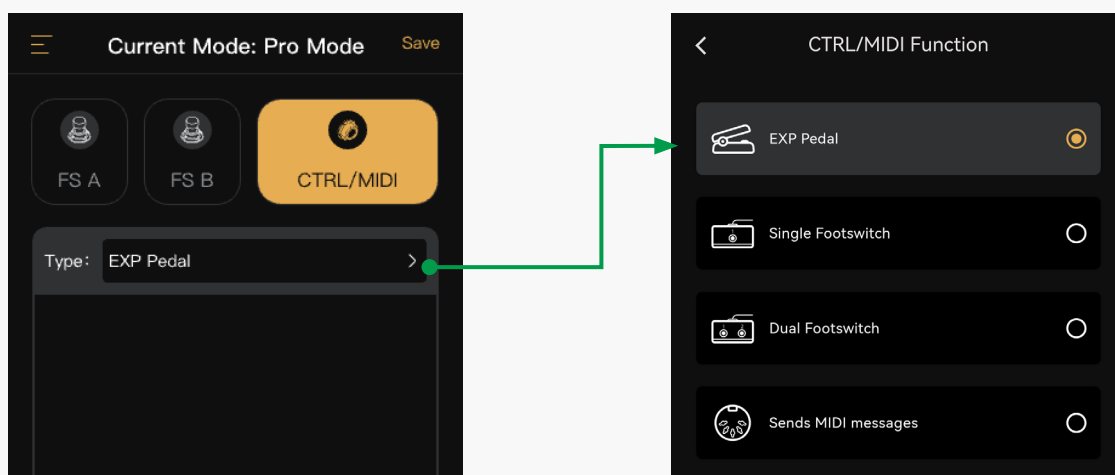 Current Mode: Pro Mode
Save
FS A
FS B
CTRL/MIDI
Type:
EXP Pedal
CTRL/MIDI Function
EXP Pedal
Single Footswitch
Dual Footswitch
Sends MIDI messages